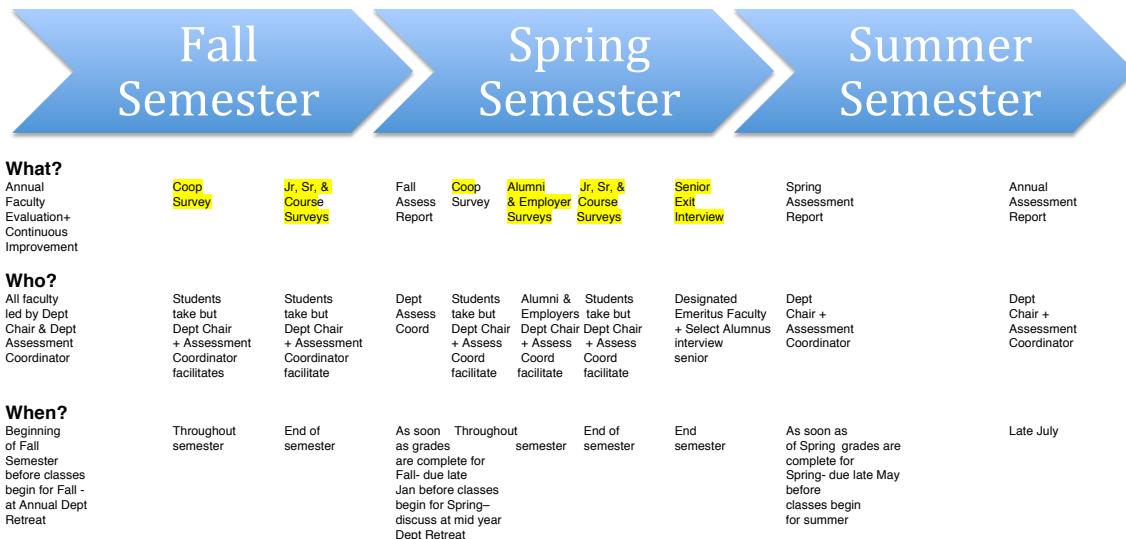 Fall
Semester
Spring
Semester
Summer
Semester
What?
Annual
Faculty
Evaluation+
Continuous
Improvement
Coop
Survey
Jr, Sr, &
Course
Surveys
Fall
Assess
Report
Coop
Survey
Alumni
& Employer
Surveys
Jr, Sr, &
Course
Surveys
Senior
Exit
Interview
Spring
Assessment
Report
Annual
Assessment
Report
Who?
All faculty
led by Dept
Chair & Dept
Assessment
Coordinator
Students
take but
Dept Chair
+ Assessment
Coordinator
facilitates
Students
take but
Dept Chair
+ Assessment
Coordinator
facilitate
Dept
Assess
Coord
Students
take but
Dept Chair
+ Assess
Coord
facilitate
Alumni &
Employers
Dept Chair
+ Assess
Coord
facilitate
Students
take but
Dept Chair
+ Assess
Coord
facilitate
Designated
Emeritus Faculty
+ Select Alumnus
interview
senior
Dept
Chair +
Assessment
Coordinator
Dept
Chair +
Assessment
Coordinator
When?
Beginning
of Fall
Semester
before classes
begin for Fall -
at Annual Dept
Retreat
Throughout
semester
End of
semester
As soon
as grades
are complete for
Fall- due late
Jan before classes
begin for Spring–
discuss at mid year
Dept Retreat
Throughout
semester
End of
semester
End
semester
As soon as
of Spring grades are
complete for
Spring- due late May
before
classes begin
for summer
Late July